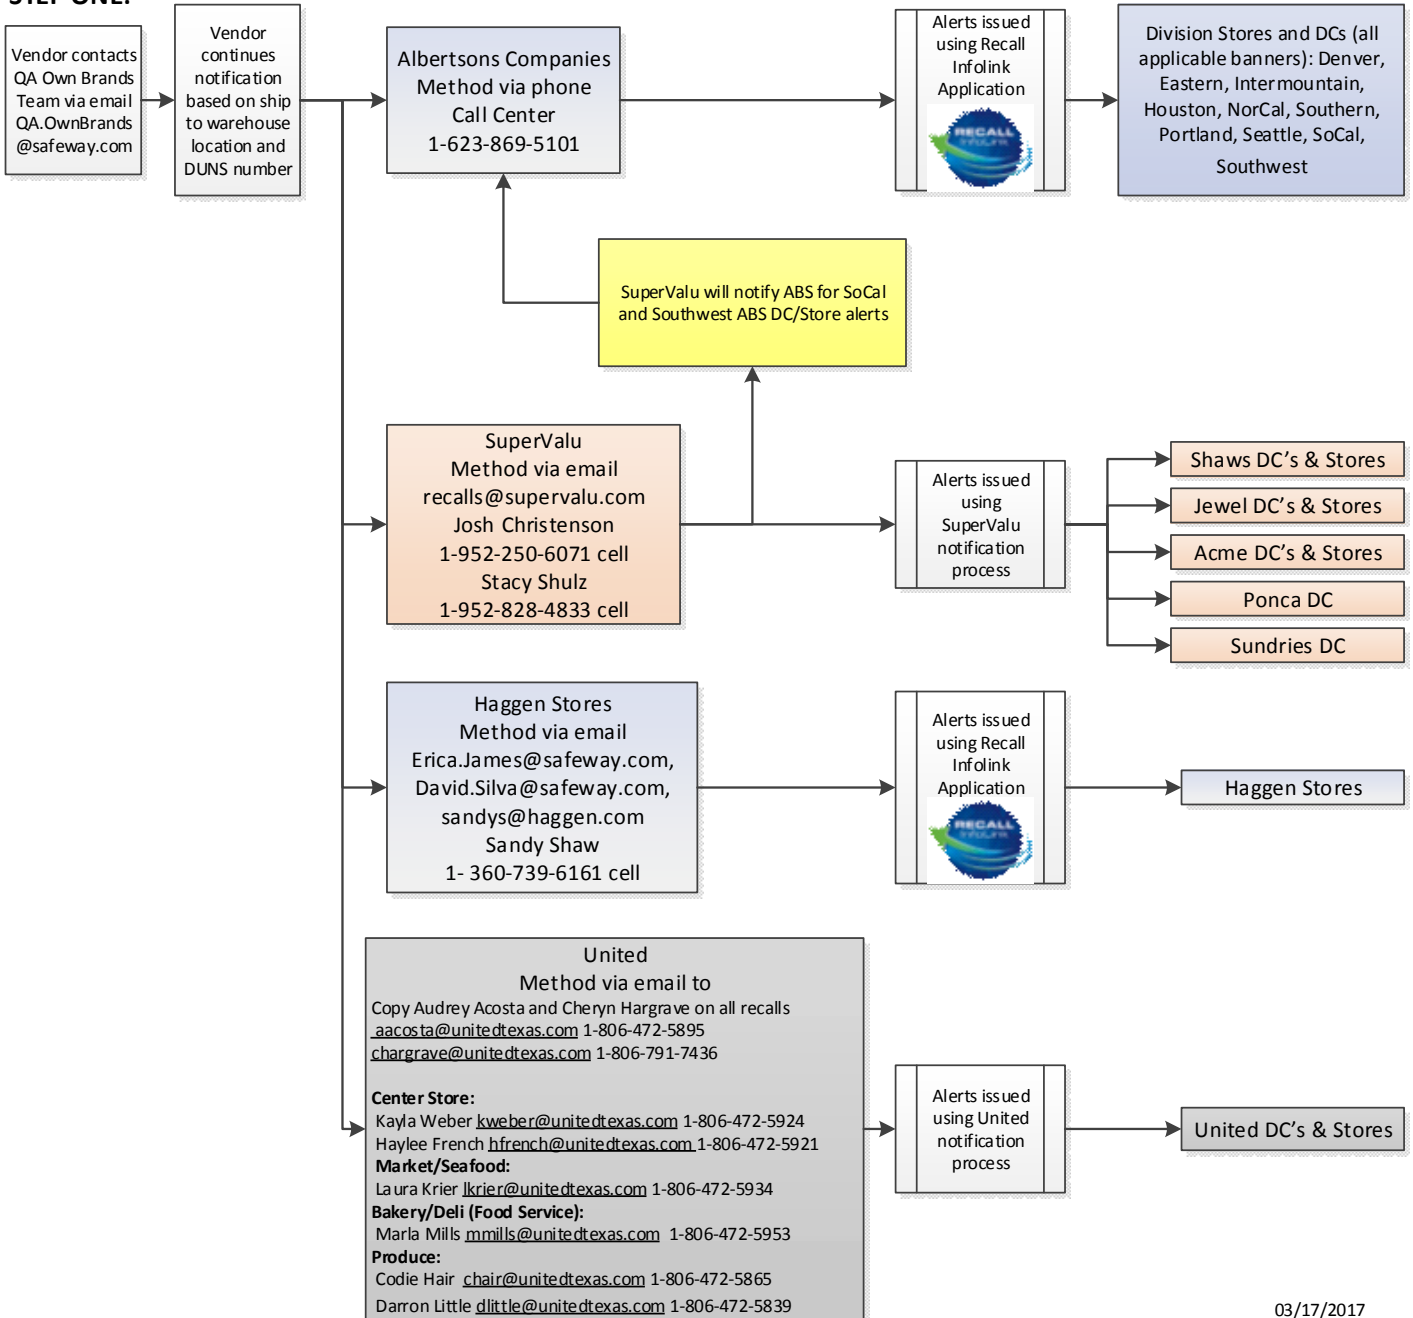 STEP ONE:
Vendor contacts
QA Own Brands
Team via email
QA.OwnBrands
@safeway.com
Vendor
continues
notification
based on ship
to warehouse
location and
DUNS number
Albertsons Companies
Method via phone
Call Center
1-623-869-5101
Alerts issued
using Recall
Infolink
Application
RECALL
InfoLink
Division Stores and DCs (all
applicable banners): Denver,
Eastern, Intermountain,
Houston, NorCal, Southern,
Portland, Seattle, SoCal,
Southwest
SuperValu will notify ABS for SoCal
and Southwest ABS DC/Store alerts
SuperValu
Method via email
recalls@supervalu.com
Josh Christenson
1-952-250-6071 cell
Stacy Shulz
1-952-828-4833 cell
Alerts issued
using
SuperValu
notification
process
Shaws DC's & Stores
Jewel DC's & Stores
Acme DC's & Stores
Ponca DC
Sundries DC
Haggen Stores
Method via email
Erica.James@safeway.com,
David.Silva@safeway.com,
sandys@haggen.com
Sandy Shaw
1- 360-739-6161 cell
Alerts issued
using Recall
Infolink
Application
RECALL
InfoLink
Haggen Stores
United
Method via email to
Copy Audrey Acosta and Cheryn Hargrave on all recalls
aacosta@unitedtexas.com 1-806-472-5895
chargrave@unitedtexas.com 1-806-791-7436
Center Store:
Kayla Weber kweber@unitedtexas.com 1-806-472-5924
Haylee French hfrench@unitedtexas.com 1-806-472-5921
Market/Seafood:
Laura Krier lkrier@unitedtexas.com 1-806-472-5934
Bakery/Deli (Food Service):
Marla Mills mmills@unitedtexas.com 1-806-472-5953
Produce:
Codie Hair chair@unitedtexas.com 1-806-472-5865
Darron Little dlittle@unitedtexas.com 1-806-472-5839
Alerts issued
using United
notification
process
United DC's & Stores
03/17/2017